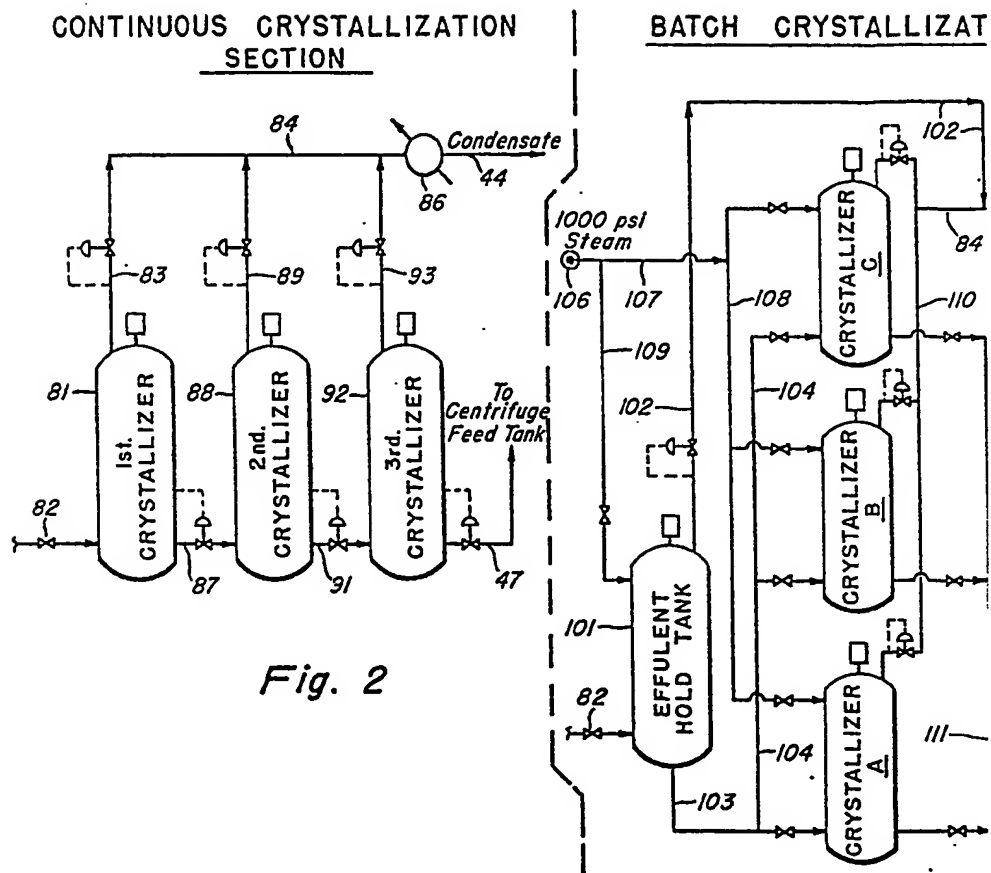 CONTINUOUS CRYSTALLIZATION
SECTION
84
Condensate
44
86
83
89
93
81
1st.
CRYSTALLIZER
88
2nd.
CRYSTALLIZER
92
3rd.
CRYSTALLIZER
To
Centrifuge
Feed Tank
82
87
91
47
Fig. 2
BATCH CRYSTALLIZAT
102
1000 psi
Steam
106
107
84
CRYSTALLIZER
C
108
110
109
104
102
CRYSTALLIZER
B
101
EFFULENT
HOLD TANK
82
103
104
CRYSTALLIZER
A
111